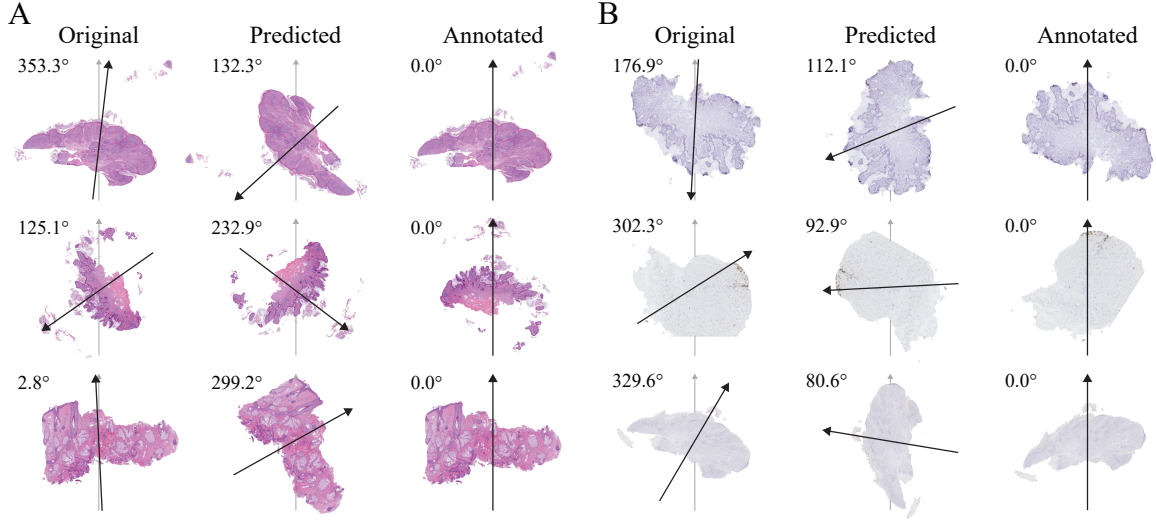 A
Original Predicted Annotated
353.3° 132.3° 0.0°
125.1° 232.9° 0.0°
2.8° 299.2° 0.0°
B
Original Predicted Annotated
176.9° 112.1° 0.0°
302.3° 92.9° 0.0°
329.6° 80.6° 0.0°